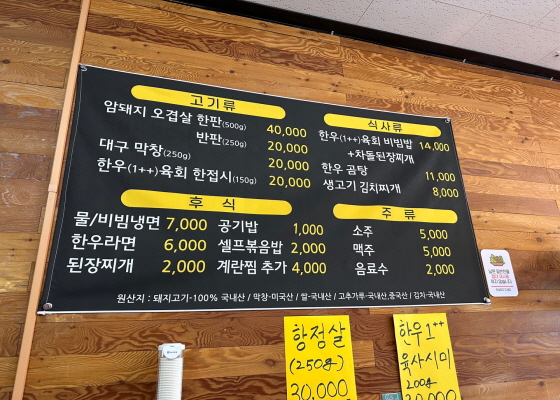 고기류
암돼지 오겹살 한판(500g) 40,000
반판(250g) 20,000
대구 막창(250g) 20,000
한우(1++)육회 한접시(150g) 20,000
식사류
한우(1++)육회 비빔밥 14,000
+차돌된장찌개
한우 곰탕 11,000
생고기 김치찌개 8,000
후식
물/비빔냉면 7,000
한우라면 6,000
된장찌개 2,000
공기밥 1,000
셀프볶음밥 2,000
계란찜 추가 4,000
주류
소주 5,000
맥주 5,000
음료수 2,000
원산지 : 돼지고기-100% 국내산 / 막창-미국산 / 쌀-국내산 / 고추가루-국내산,중국산 / 김치-국내산
항정살
(250g)
30,000
한우1++
육사시미
200g